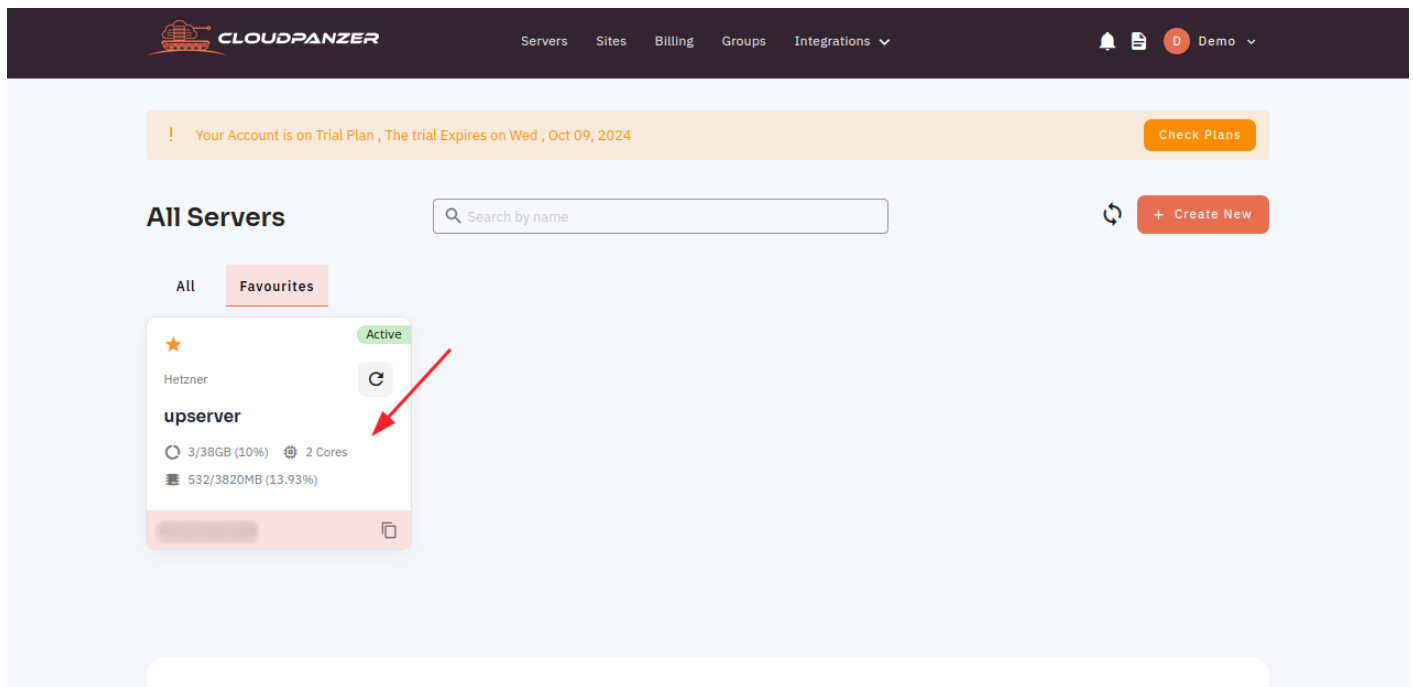 CLOUDPANZER
Servers Sites Billing Groups Integrations
D Demo
! Your Account is on Trial Plan , The trial Expires on Wed , Oct 09, 2024
Check Plans
All Servers
Search by name
+ Create New
All Favourites
Active
Hetzner
upserver
3/38GB (10%) 2 Cores
532/3820MB (13.93%)